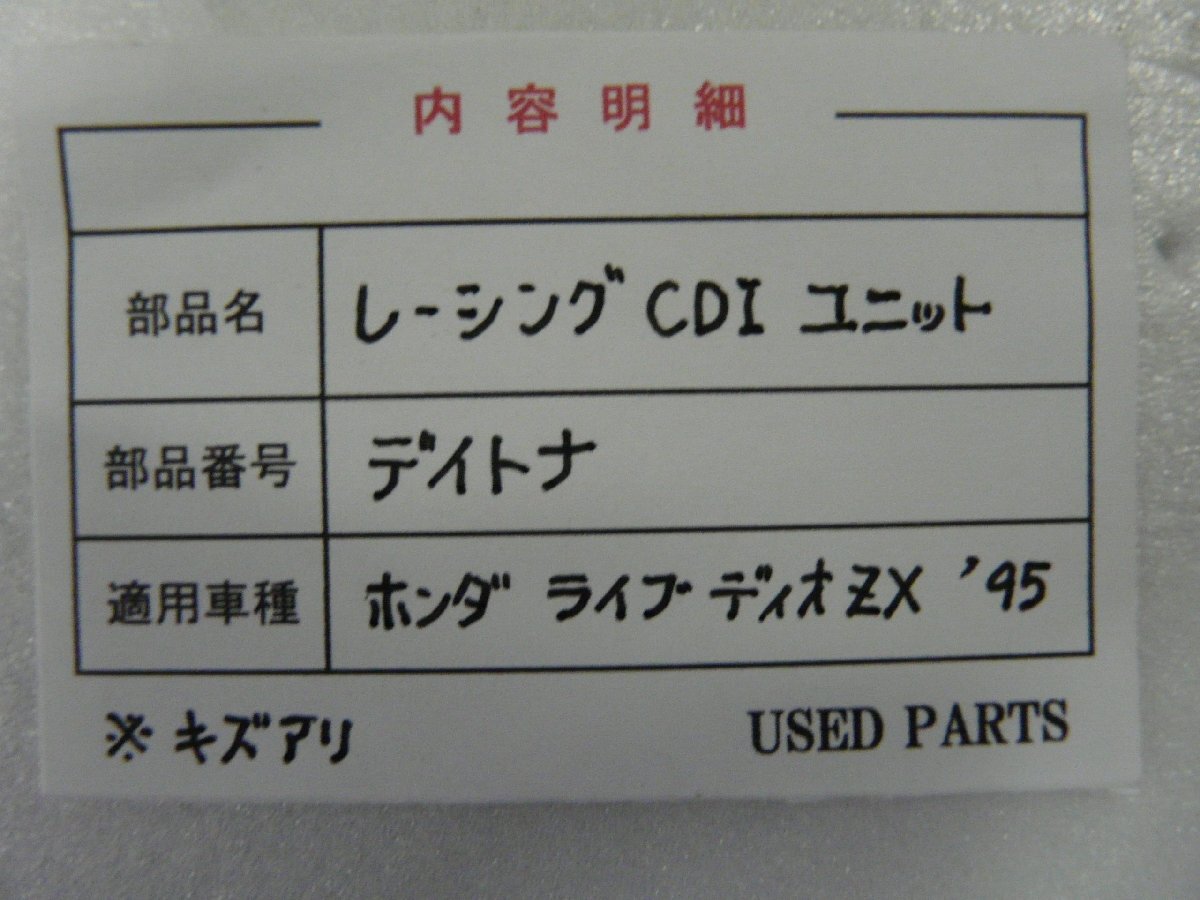 内容明細
部品名 レーシングCDI ユニット
部品番号 デイトナ
適用車種 ホンダ ライブ ディオZX '95
※キズアリ USED PARTS